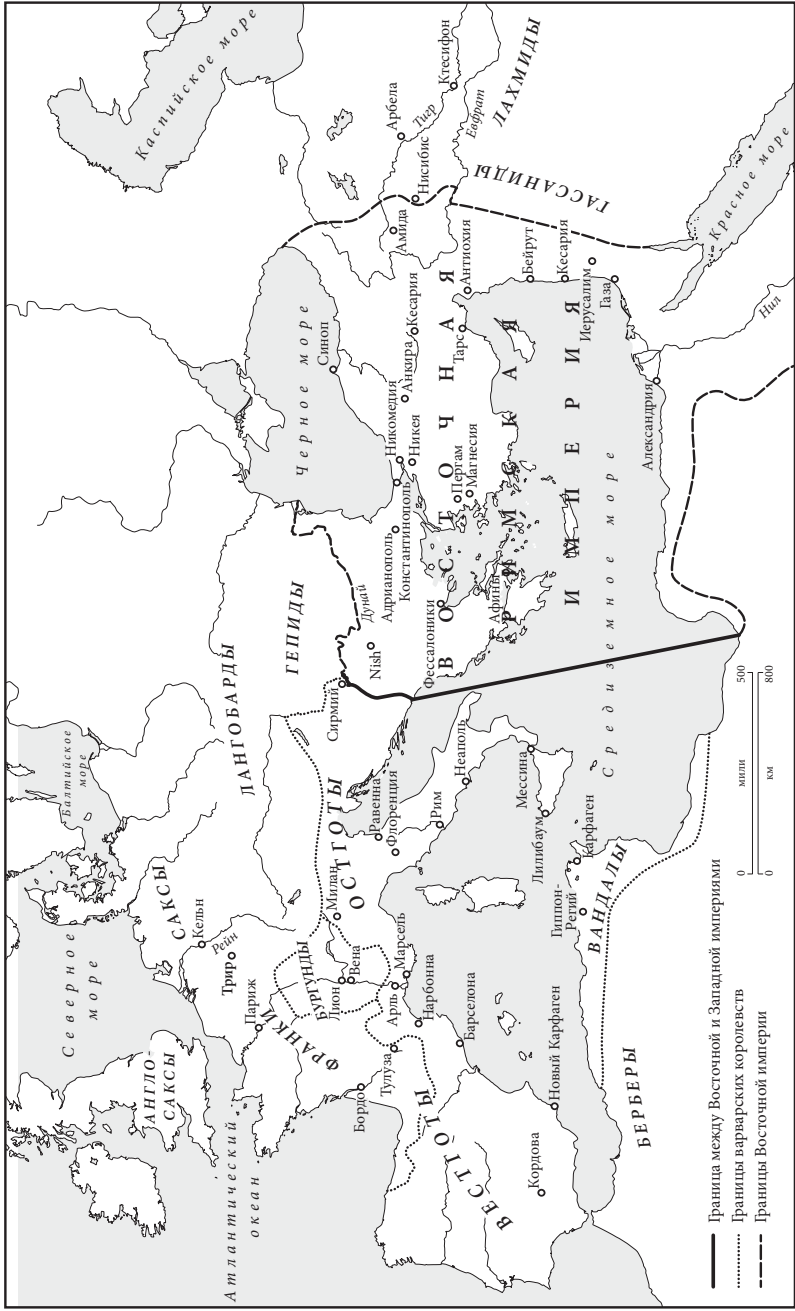 Северное
море
Балтийское
море
Каспийское море
АНГЛО-
САКСЫ
САКСЫ
Кельн
Рейн
Трир
Париж
Атлантический
океан
ФРАНКИ
БУРГУНДЫ
Лион
Вена
Милан
ЛАНГОБАРДЫ
ГЕПИДЫ
ОСТГОТЫ
Сирмий
Nish
Дунай
Черное море
Синоп
Бордо
Тулуза
Арль
Марсель
Нарбонна
Барселона
ВЕСТГОТЫ
Кордова
Новый Карфаген
Равенна
Флоренция
Рим
Неаполь
Мессина
Лилибаум
Карфаген
Гиппон-
Регий
ВАНДАЛЫ
БЕРБЕРЫ
Адрианополь
Константинополь
Фессалоники
Афины
Никомедия
Никея
Пергам
Магнесия
Анкира
Кесария
Тарс
Антиохия
Амида
Нисибис
Арбела
Тигр
Ктесифон
Евфрат
ЛАХМИДЫ
ГАССАНИДЫ
ВОСТОЧНАЯ
РИМСКАЯ
ИМПЕРИЯ
Средиземное море
Бейрут
Кесария
Иерусалим
Газа
Александрия
Нил
Красное море
0 мили 500
0 км 800
Граница между Восточной и Западной империями
Границы варварских королевств
Границы Восточной империи